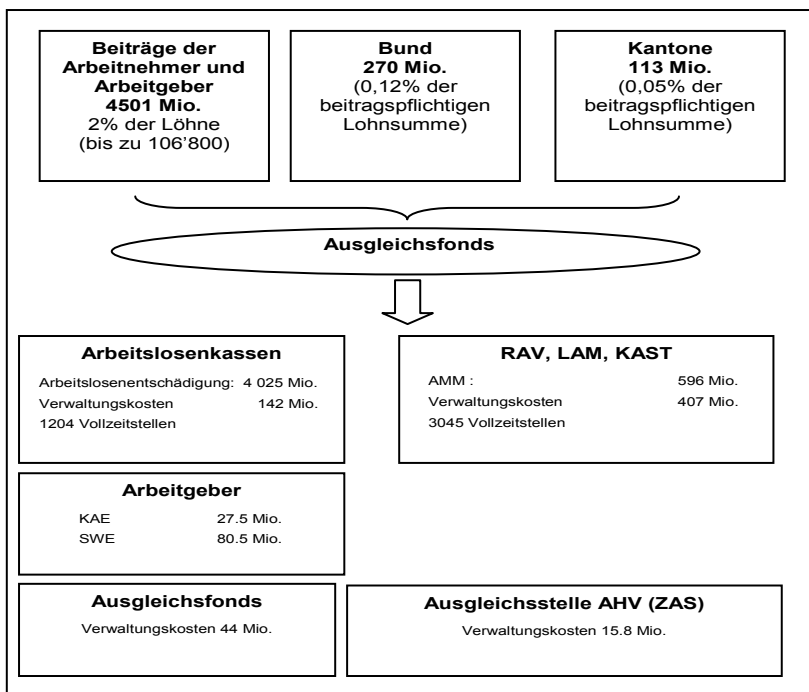 Beiträge der
Arbeitnehmer und
Arbeitgeber
4501 Mio.
2% der Löhne
(bis zu 106'800)
Bund
270 Mio.
(0,12% der
beitragspflichtigen
Lohnsumme)
Kantone
113 Mio.
(0,05% der
beitragspflichtigen
Lohnsumme)
Ausgleichsfonds
Arbeitslosenkassen
Arbeitslosenentschädigung: 4 025 Mio.
Verwaltungskosten 142 Mio.
1204 Vollzeitstellen
RAV, LAM, KAST
AMM : 596 Mio.
Verwaltungskosten 407 Mio.
3045 Vollzeitstellen
Arbeitgeber
KAE 27.5 Mio.
SWE 80.5 Mio.
Ausgleichsfonds
Verwaltungskosten 44 Mio.
Ausgleichsstelle AHV (ZAS)
Verwaltungskosten 15.8 Mio.